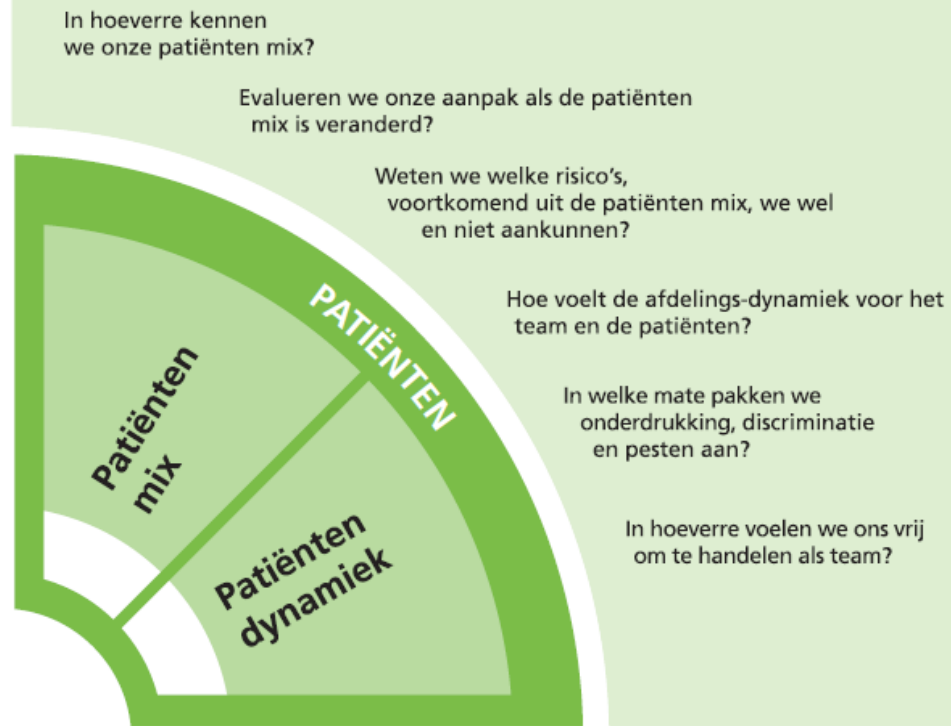 In hoeverre kennen
we onze patiënten mix?
Evalueren we onze aanpak als de patiënten
mix is veranderd?
Weten we welke risico's,
voortkomend uit de patiënten mix, we wel
en niet aankunnen?
Hoe voelt de afdelings-dynamiek voor het
team en de patiënten?
In welke mate pakken we
onderdrukking, discriminatie
en pesten aan?
In hoeverre voelen we ons vrij
om te handelen als team?
PATIËNTEN
Patiënten
mix
Patiënten
dynamiek